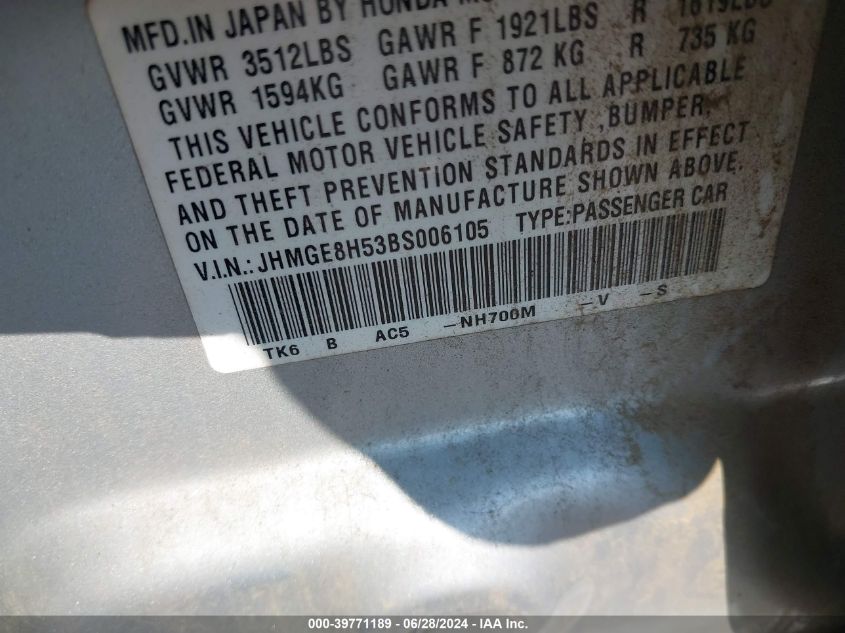 MFD.IN JAPAN BY HONDA
GVWR 3512LBS GAWR F 1921LBS R 1619LBS
GVWR 1594KG GAWR F 872 KG R 735 KG
THIS VEHICLE CONFORMS TO ALL APPLICABLE
FEDERAL MOTOR VEHICLE SAFETY ,BUMPER,
AND THEFT PREVENTION STANDARDS IN EFFECT
ON THE DATE OF MANUFACTURE SHOWN ABOVE.
V.I.N.: JHMGE8H53BS006105 TYPE:PASSENGER CAR
TK6 B AC5 –NH700M –V –S
000-39771189 | 06/28/2024 | IAA Inc.